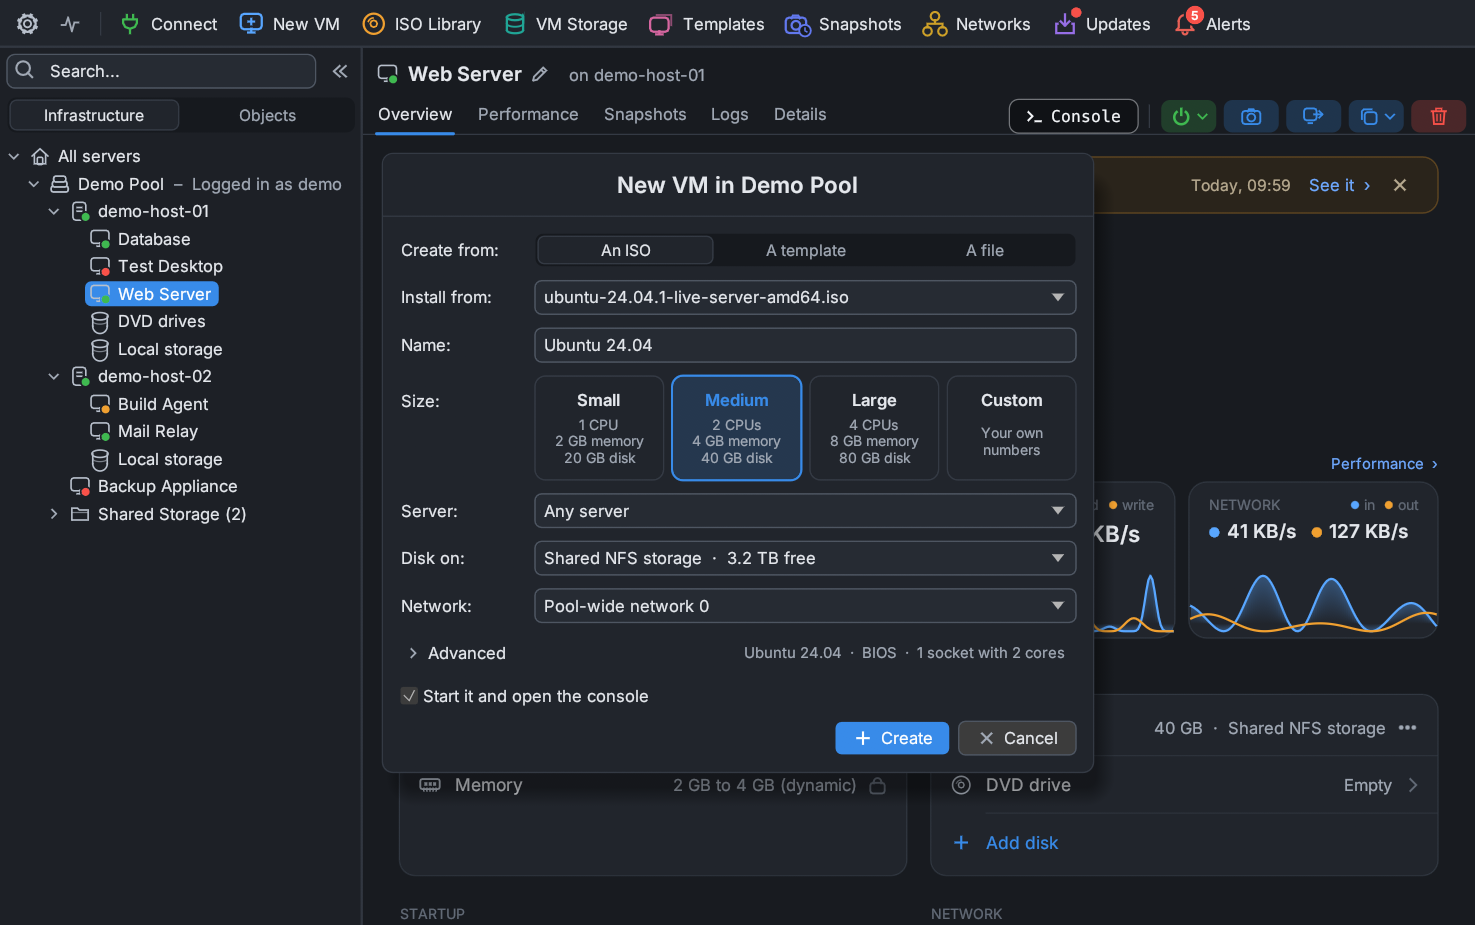 Connect New VM ISO Library VM Storage Templates Snapshots Networks Updates 5 Alerts
Search...
Infrastructure Objects
All servers
Demo Pool – Logged in as demo
demo-host-01
Database
Test Desktop
Web Server
DVD drives
Local storage
demo-host-02
Build Agent
Mail Relay
Local storage
Backup Appliance
Shared Storage (2)
Web Server on demo-host-01
Overview Performance Snapshots Logs Details
>_ Console
Today, 09:59 See it ›
New VM in Demo Pool
Create from: An ISO A template A file
Install from: ubuntu-24.04.1-live-server-amd64.iso
Name: Ubuntu 24.04
Size:
Small
1 CPU
2 GB memory
20 GB disk
Medium
2 CPUs
4 GB memory
40 GB disk
Large
4 CPUs
8 GB memory
80 GB disk
Custom
Your own
numbers
Server: Any server
Disk on: Shared NFS storage · 3.2 TB free
Network: Pool-wide network 0
Advanced Ubuntu 24.04 · BIOS · 1 socket with 2 cores
Start it and open the console
+ Create Cancel
Performance ›
write
KB/s
NETWORK in out
41 KB/s 127 KB/s
40 GB · Shared NFS storage •••
Memory 2 GB to 4 GB (dynamic)
DVD drive Empty
+ Add disk
STARTUP
NETWORK